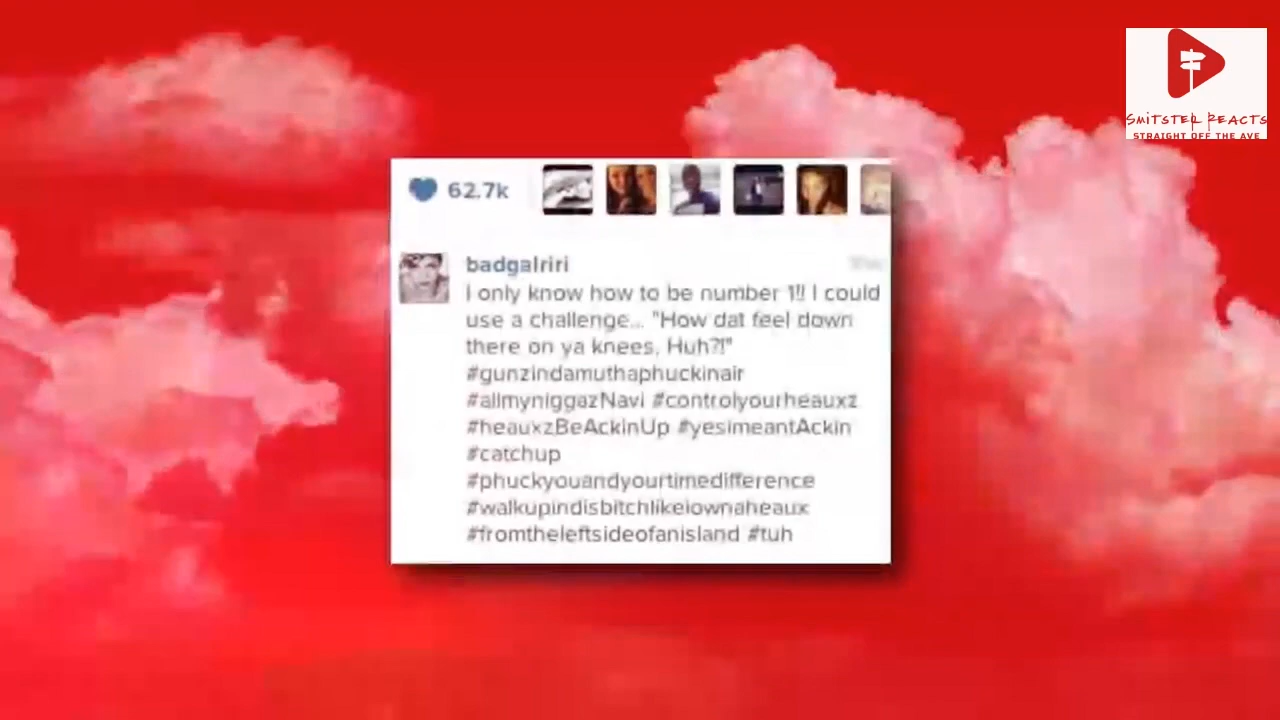 SMITSTER REACTS
STRAIGHT OFF THE AVE
62.7k
badgalriri
I only know how to be number 1!! I could
use a challenge... "How dat feel down
there on ya knees, Huh?!"
#gunzindamuthaphuckinair
#allmyniggazNavi #controlyourheauxz
#heauxzBeAckinUp #yesimeantAckin
#catchup
#phuckyouandyourtimedifference
#walkupindisbitchlikeiownaheaux
#fromtheleftsideofanisland #tuh